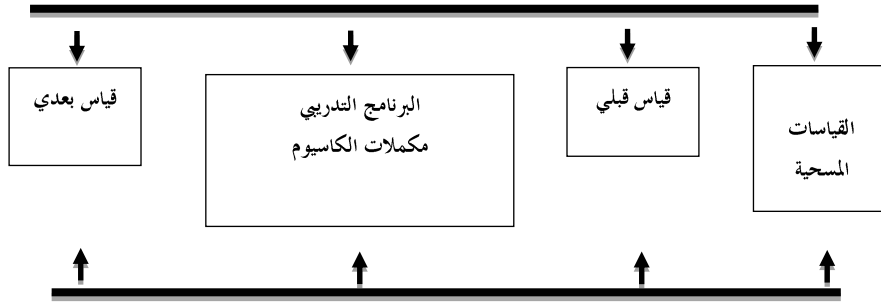 القياسات
المسحية
قياس قبلي
البرنامج التدريبي
مكملات الكاسيوم
قياس بعدي